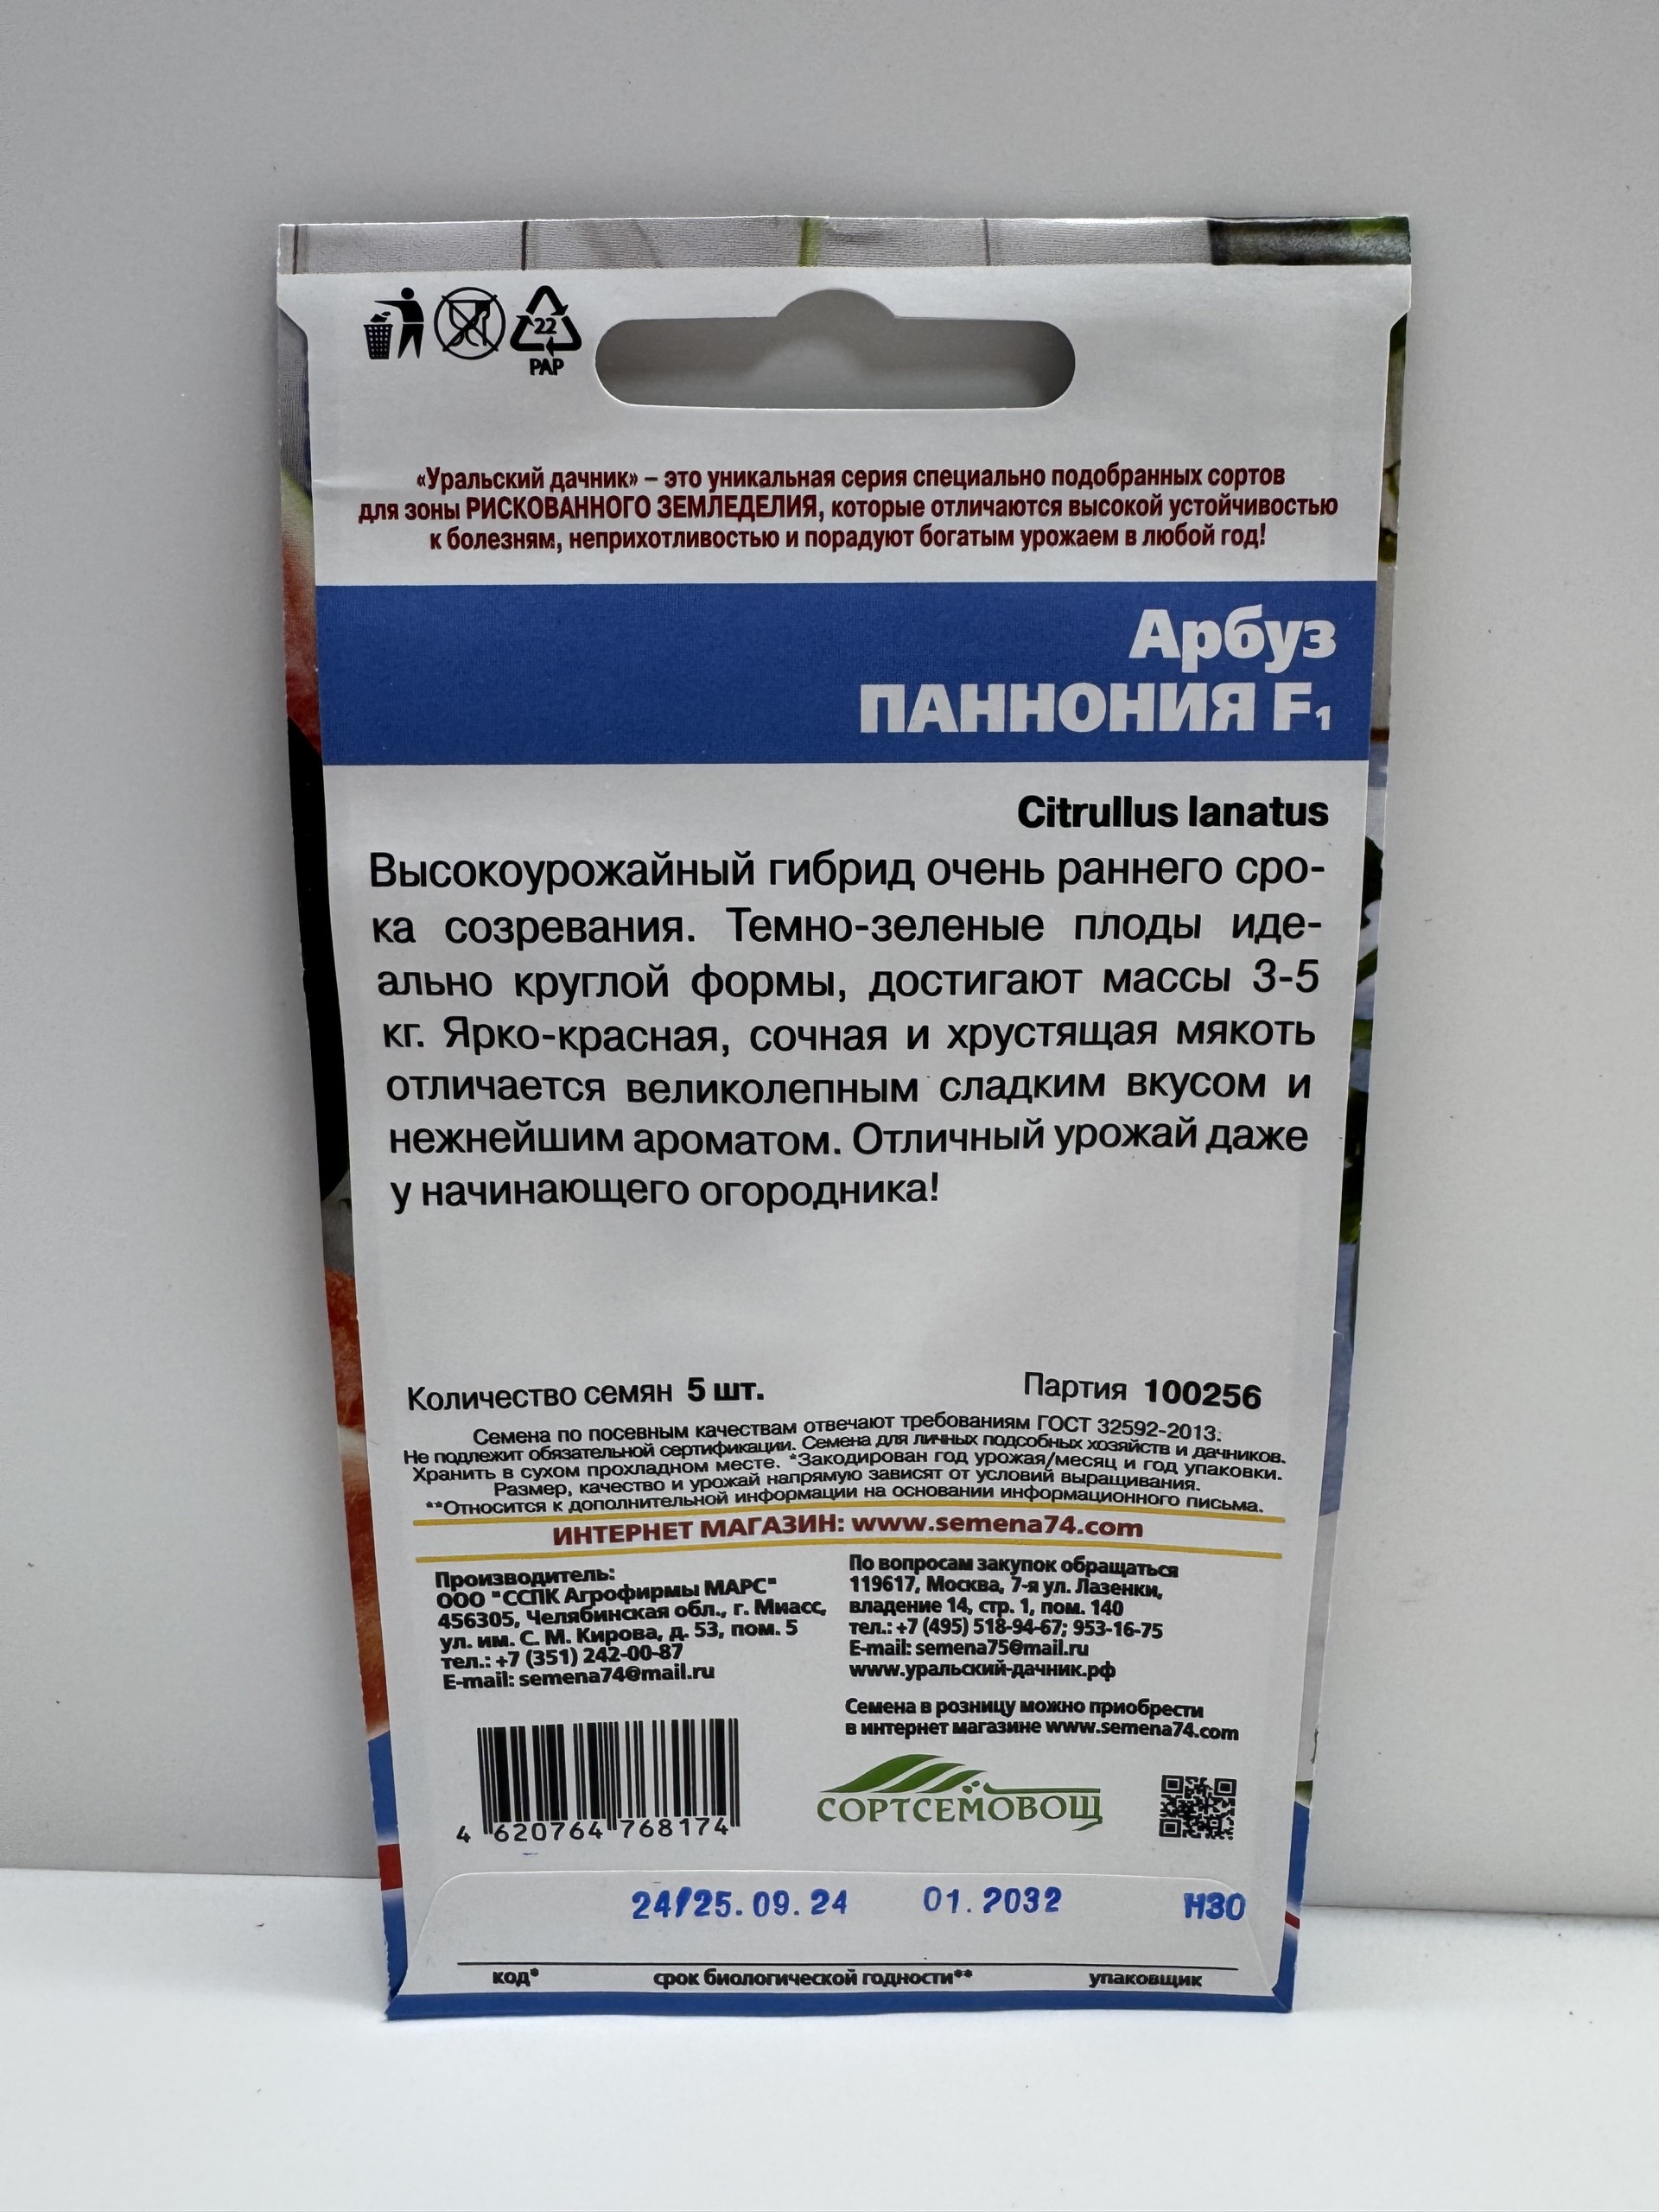 22
PAP
«Уральский дачник» – это уникальная серия специально подобранных сортов
для зоны РИСКОВАННОГО ЗЕМЛЕДЕЛИЯ, которые отличаются высокой устойчивостью
к болезням, неприхотливостью и порадуют богатым урожаем в любой год!
Арбуз
ПАННОНИЯ F₁
Citrullus lanatus
Высокоурожайный гибрид очень раннего сро-
ка созревания. Темно-зеленые плоды иде-
ально круглой формы, достигают массы 3-5
кг. Ярко-красная, сочная и хрустящая мякоть
отличается великолепным сладким вкусом и
нежнейшим ароматом. Отличный урожай даже
у начинающего огородника!
Количество семян 5 шт. Партия 100256
Семена по посевным качествам отвечают требованиям ГОСТ 32592-2013.
Не подлежит обязательной сертификации. Семена для личных подсобных хозяйств и дачников.
Хранить в сухом прохладном месте. *Закодирован год урожая/месяц и год упаковки.
Размер, качество и урожай напрямую зависят от условий выращивания.
**Относится к дополнительной информации на основании информационного письма.
ИНТЕРНЕТ МАГАЗИН: www.semena74.com
Производитель:
ООО "ССПК Агрофирмы МАРС"
456305, Челябинская обл., г. Миасс,
ул. им. С. М. Кирова, д. 53, пом. 5
тел.: +7 (351) 242-00-87
E-mail: semena74@mail.ru
По вопросам закупок обращаться
119617, Москва, 7-я ул. Лазенки,
владение 14, стр. 1, пом. 140
тел.: +7 (495) 518-94-67; 953-16-75
E-mail: semena75@mail.ru
www.уральский-дачник.рф
Семена в розницу можно приобрести
в интернет магазине www.semena74.com
4 620764 768174
СОРТСЕМОВОЩ
24/25.09.24 01.2032 Н30
код* срок биологической годности** упаковщик